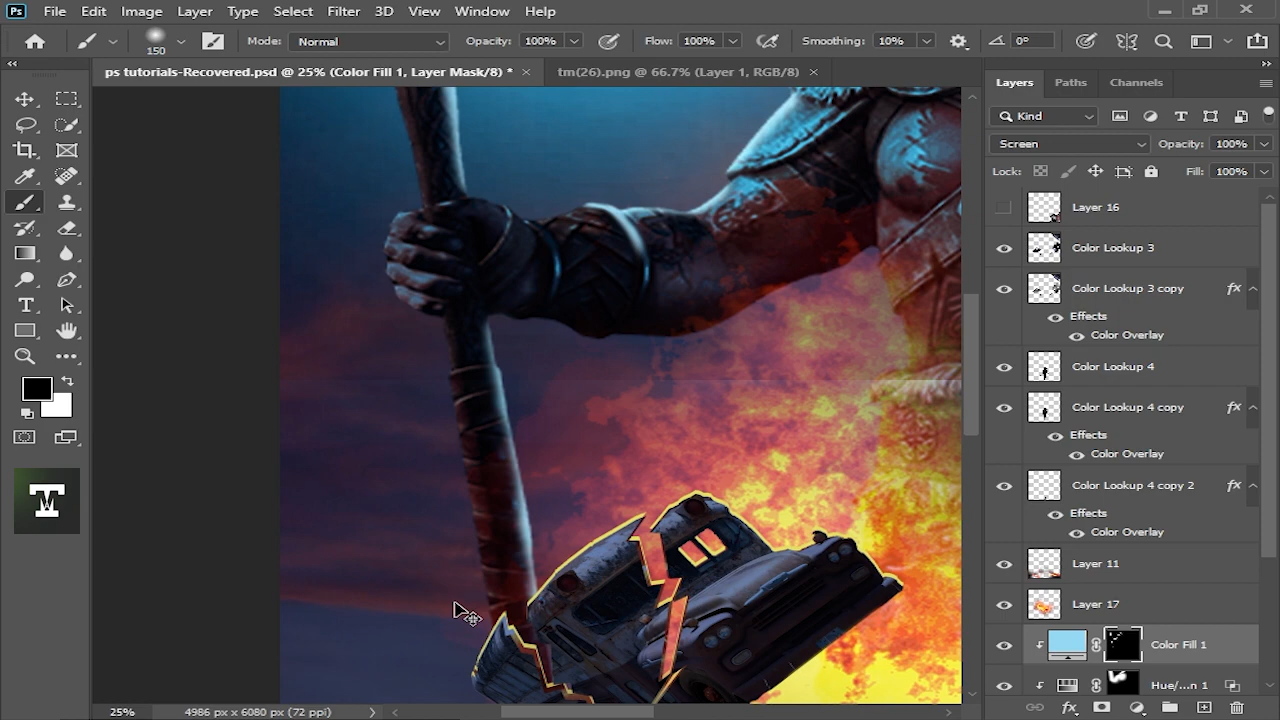 Ps File Edit Image Layer Type Select Filter 3D View Window Help
150 Mode: Normal Opacity: 100% Flow: 100% Smoothing: 10% 0°
ps tutorials-Recovered.psd @ 25% (Color Fill 1, Layer Mask/8) * × tm(26).png @ 66.7% (Layer 1, RGB/8) ×
Layers Paths Channels
Kind
Screen Opacity: 100%
Lock: Fill: 100%
Layer 16
Color Lookup 3
Color Lookup 3 copy fx
Effects
Color Overlay
Color Lookup 4
Color Lookup 4 copy fx
Effects
Color Overlay
Color Lookup 4 copy 2 fx
Effects
Color Overlay
Layer 11
Layer 17
Color Fill 1
Hue/...n 1
TM
25% 4986 px x 6080 px (72 ppi)
fx